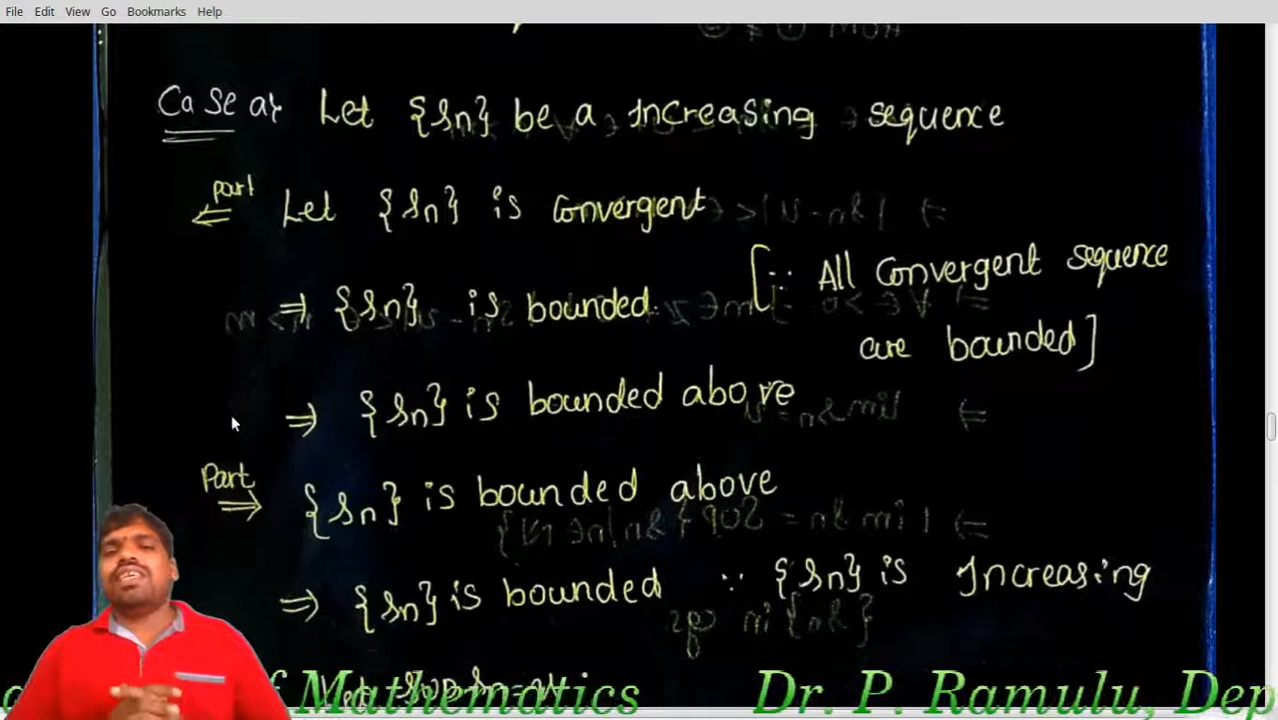 File Edit View Go Bookmarks Help
Case a) Let {Sn} be a Increasing sequence
part
⇐ Let {Sn} is Convergent
⇒ {Sn} is bounded. [∵ All Convergent sequence
are bounded]
⇒ {Sn} is bounded above
Part
⇒ {Sn} is bounded above
⇒ {Sn} is bounded ∵ {Sn} is Increasing
of Mathematics Dr. P. Ramulu, Dep